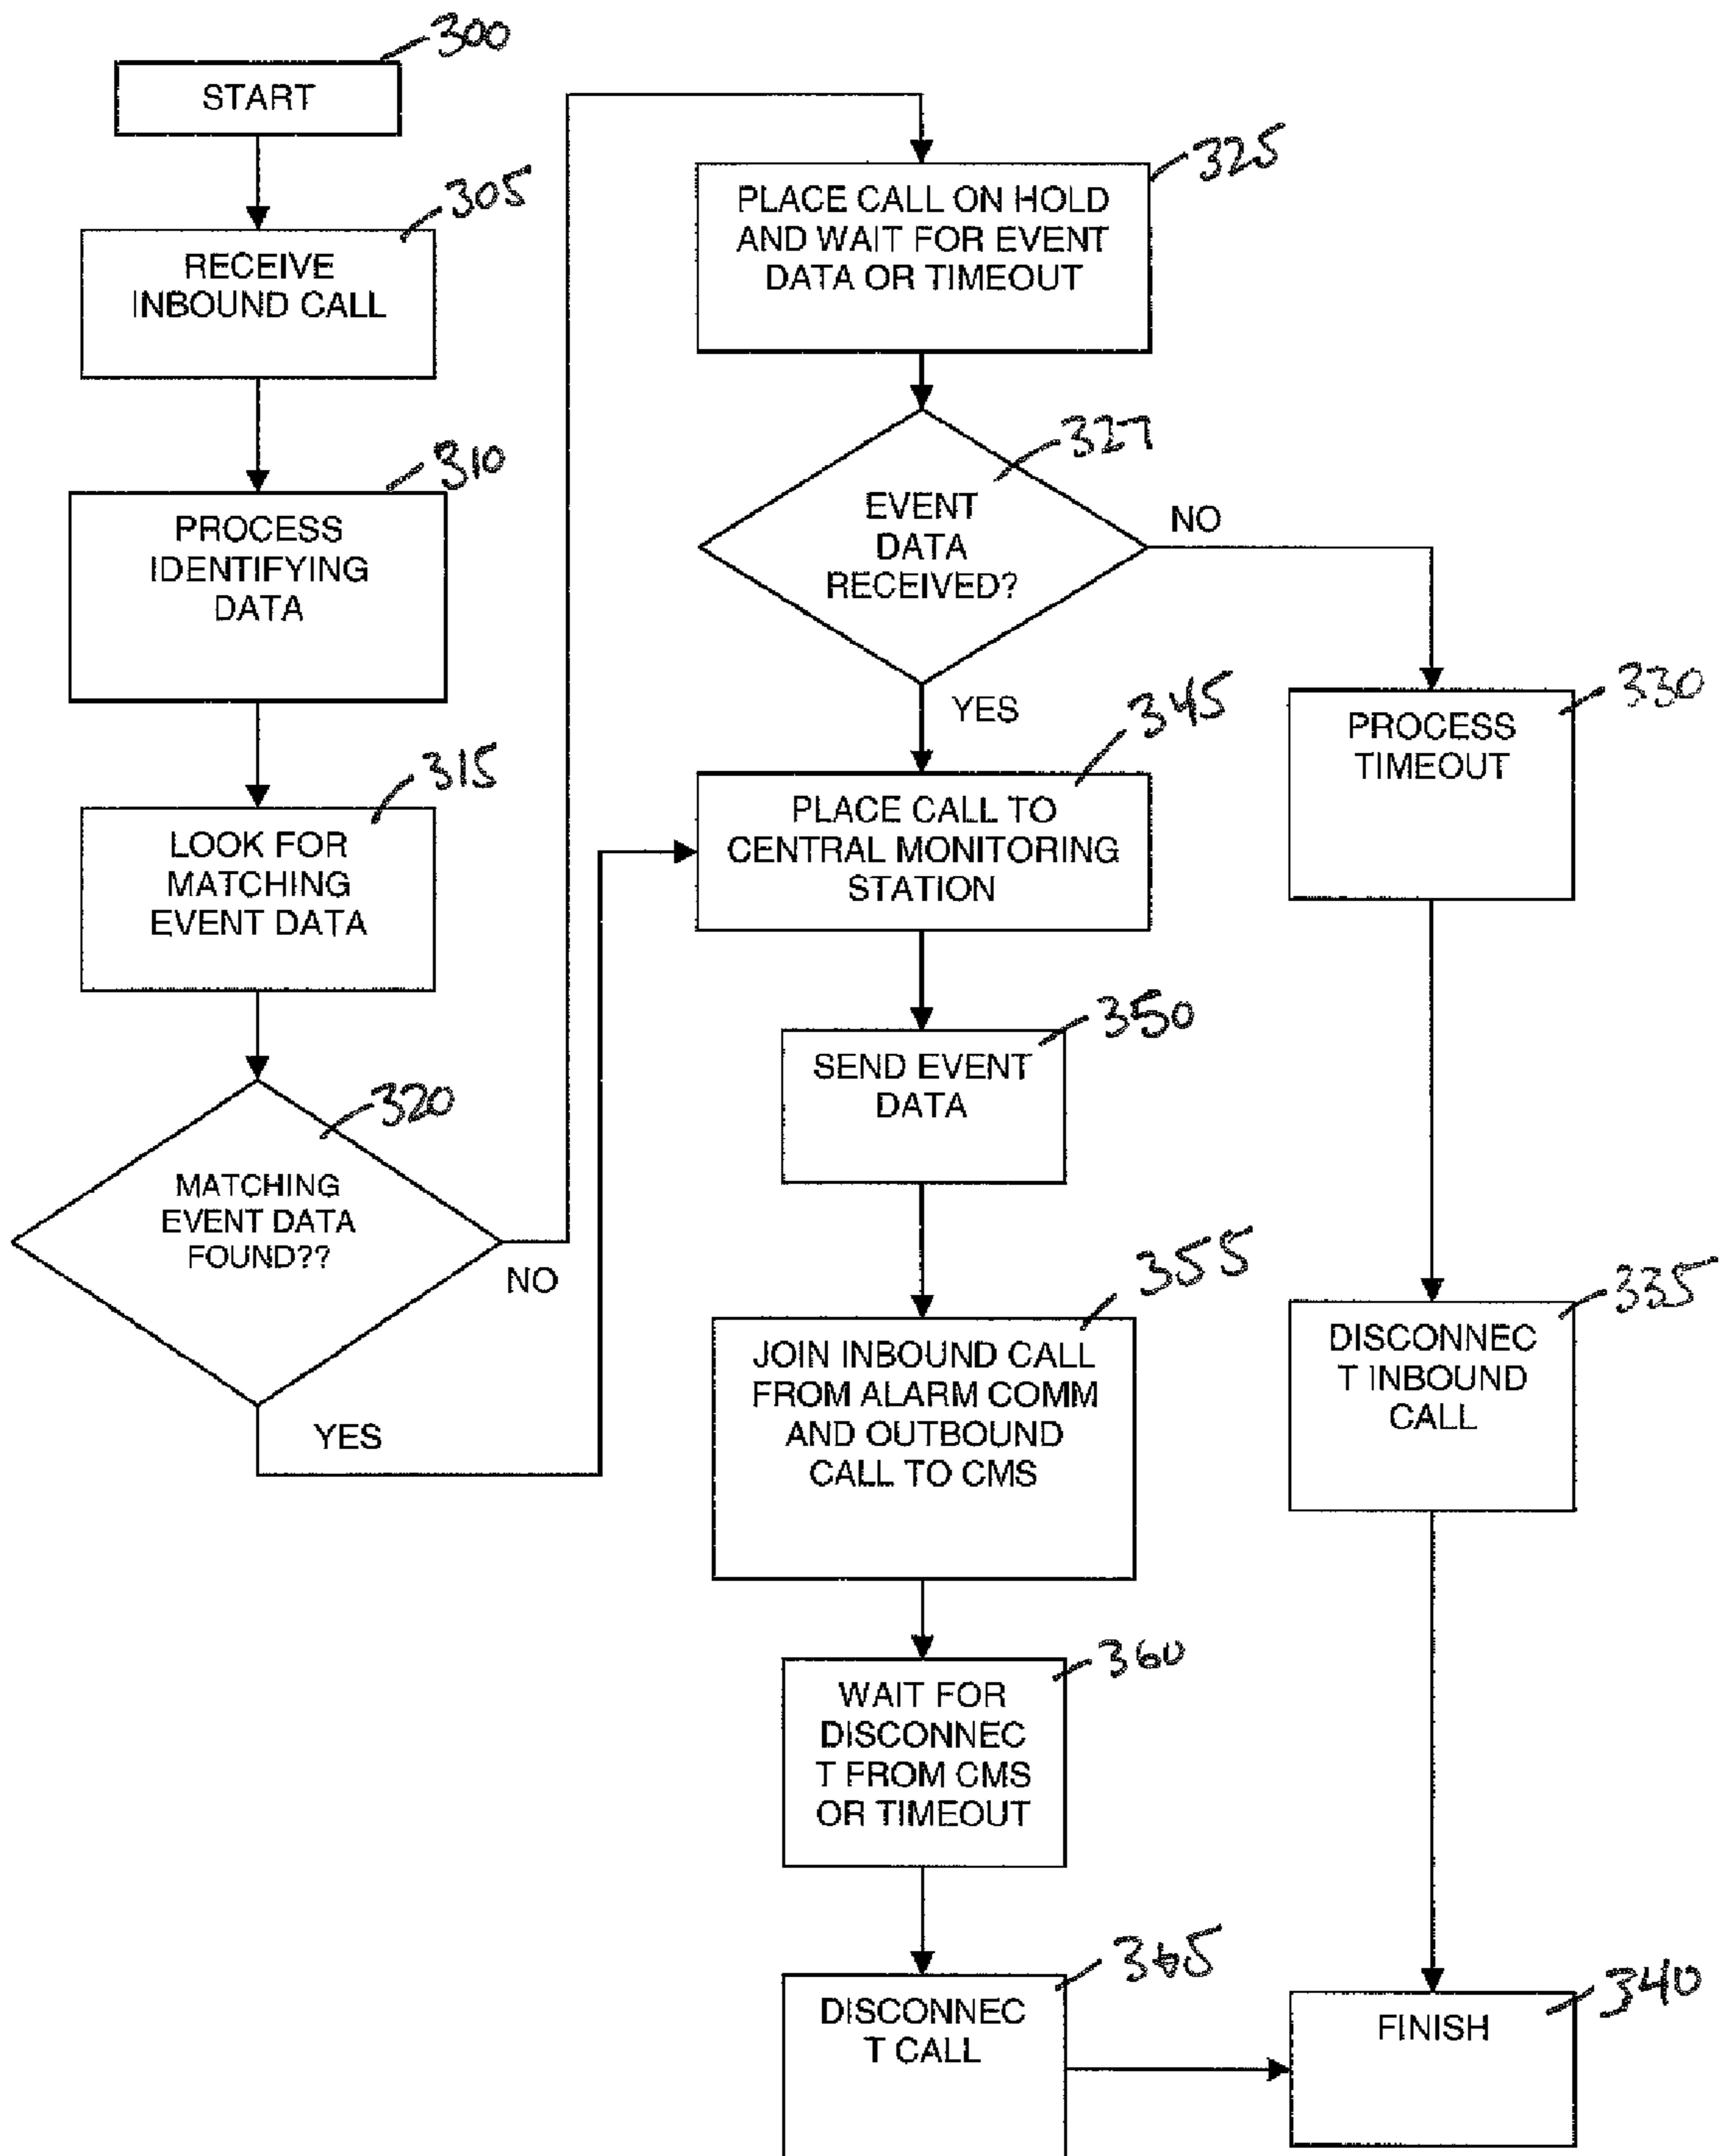 300
START
305
RECEIVE
INBOUND CALL
310
PROCESS
IDENTIFYING
DATA
315
LOOK FOR
MATCHING
EVENT DATA
320
MATCHING
EVENT DATA
FOUND??
NO
YES
325
PLACE CALL ON HOLD
AND WAIT FOR EVENT
DATA OR TIMEOUT
327
EVENT
DATA
RECEIVED?
NO
YES
345
PLACE CALL TO
CENTRAL MONITORING
STATION
350
SEND EVENT
DATA
355
JOIN INBOUND CALL
FROM ALARM COMM
AND OUTBOUND
CALL TO CMS
360
WAIT FOR
DISCONNEC
T FROM CMS
OR TIMEOUT
365
DISCONNEC
T CALL
330
PROCESS
TIMEOUT
335
DISCONNEC
T INBOUND
CALL
340
FINISH